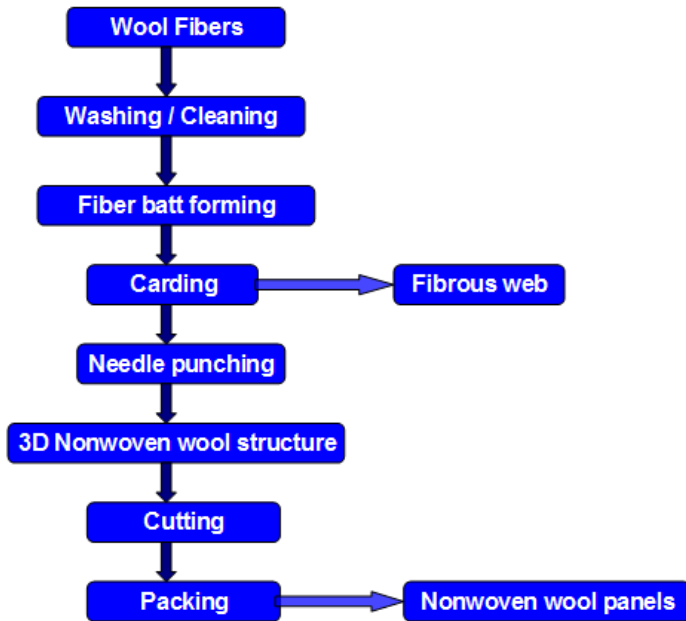 Wool Fibers
Washing / Cleaning
Fiber batt forming
Carding
Fibrous web
Needle punching
3D Nonwoven wool structure
Cutting
Packing
Nonwoven wool panels